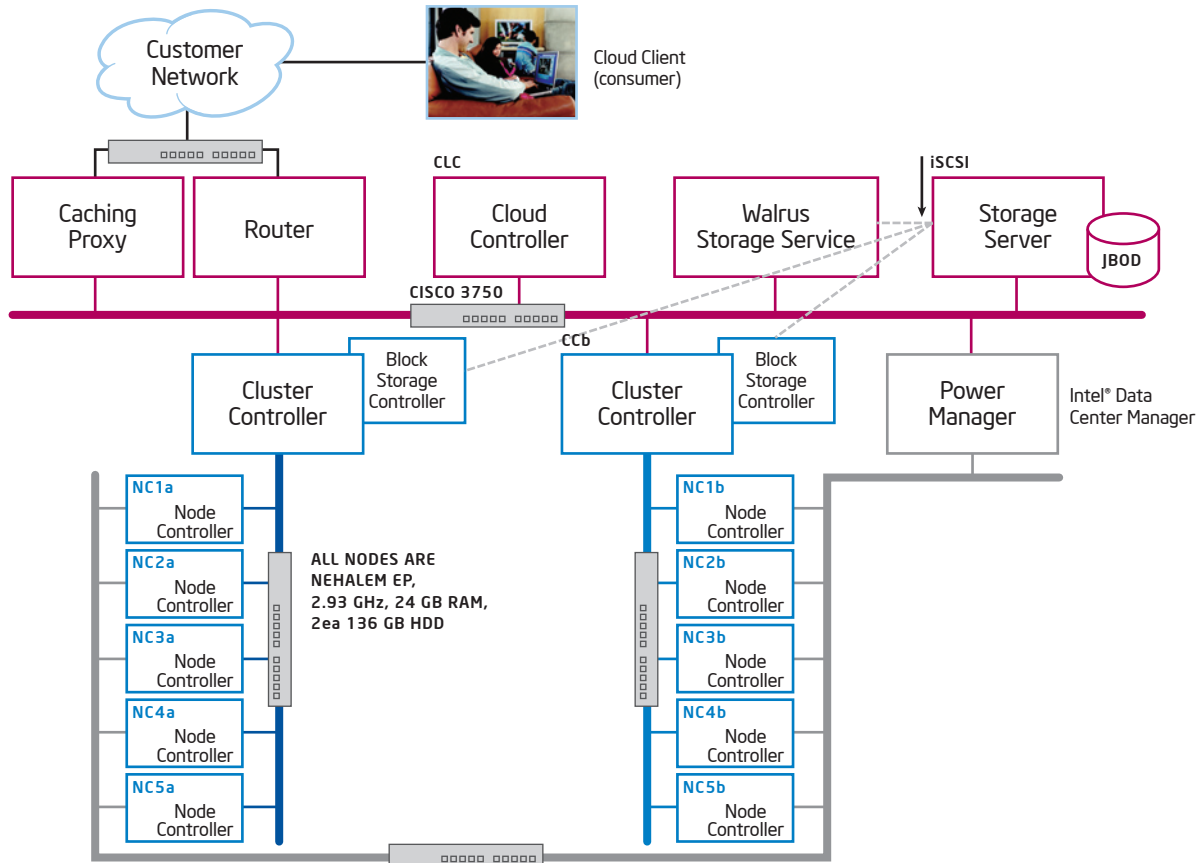 Customer
Network
Cloud Client
(consumer)
CLC
iSCSI
Caching
Proxy
Router
Cloud
Controller
Walrus
Storage Service
Storage
Server
JBOD
CISCO 3750
CCb
Cluster
Controller
Block
Storage
Controller
Cluster
Controller
Block
Storage
Controller
Power
Manager
Intel® Data
Center Manager
NC1a
Node
Controller
NC2a
Node
Controller
NC3a
Node
Controller
NC4a
Node
Controller
NC5a
Node
Controller
ALL NODES ARE
NEHALEM EP,
2.93 GHz, 24 GB RAM,
2ea 136 GB HDD
NC1b
Node
Controller
NC2b
Node
Controller
NC3b
Node
Controller
NC4b
Node
Controller
NC5b
Node
Controller